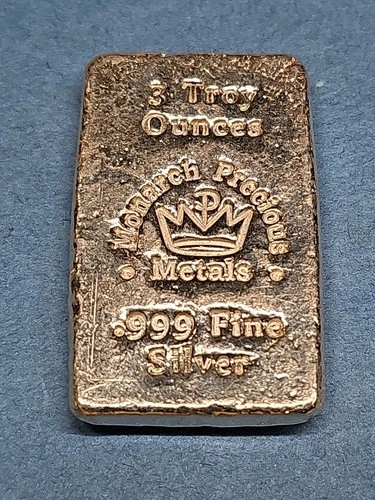 3 Troy
Ounces
Monarch Precious
• Metals •
.999 Fine
Silver